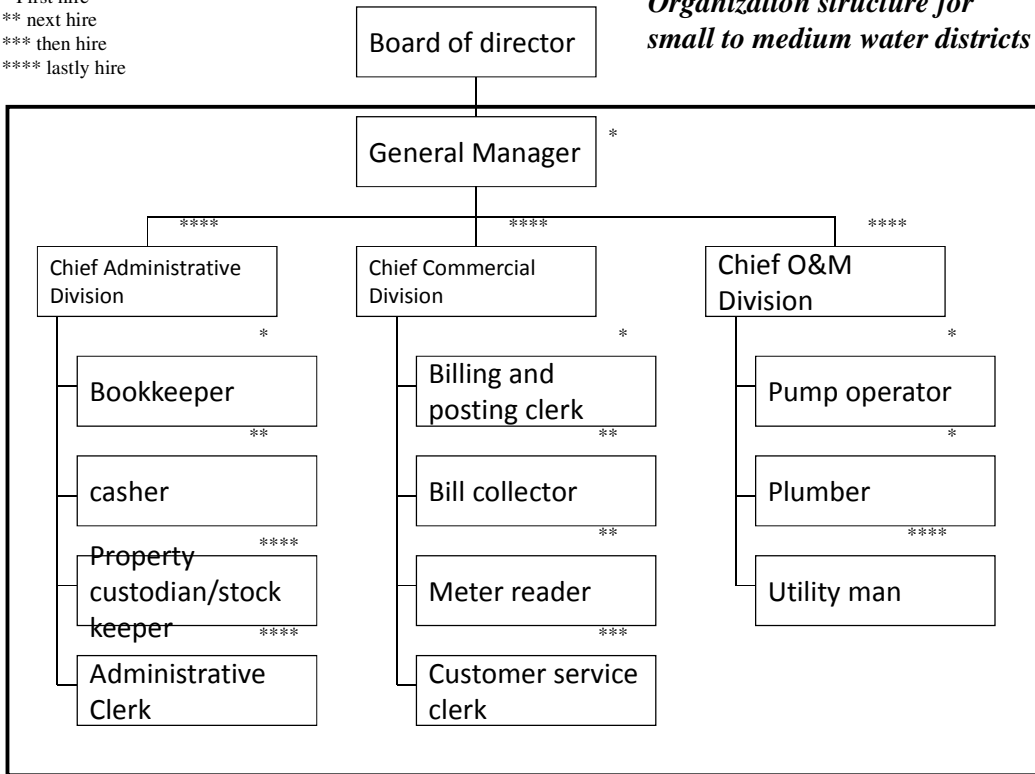 * First hire
** next hire
*** then hire
**** lastly hire
Organization structure for
small to medium water districts
Board of director
General Manager
*
****
****
****
Chief Administrative
Division
Chief Commercial
Division
Chief O&M
Division
*
*
*
Bookkeeper
Billing and
posting clerk
Pump operator
**
**
*
casher
Bill collector
Plumber
****
**
****
Property
custodian/stock
keeper
Meter reader
Utility man
****
***
Administrative
Clerk
Customer service
clerk